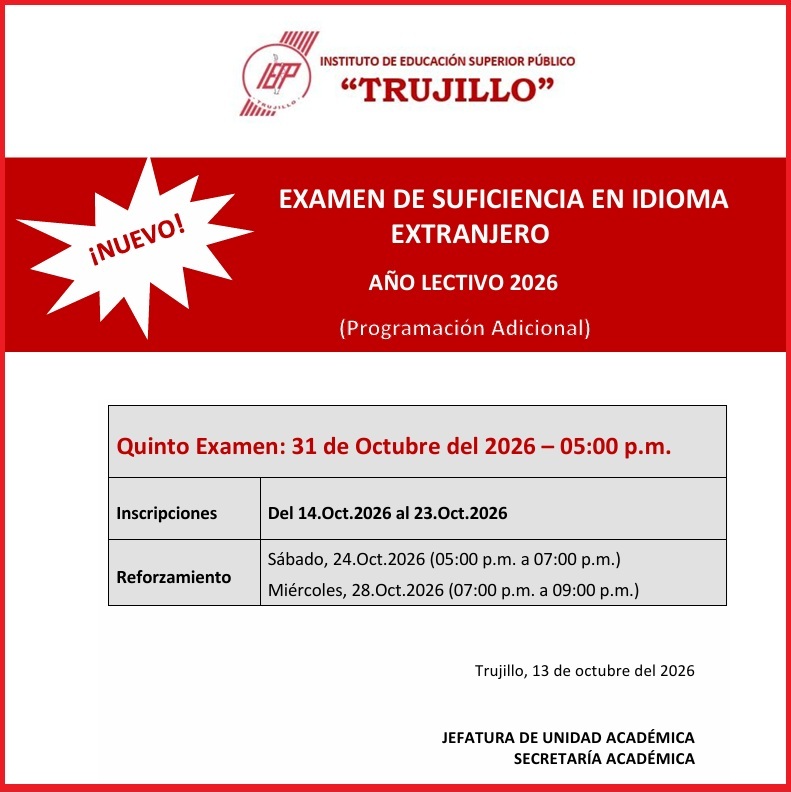 IESP
TRUJILLO
INSTITUTO DE EDUCACIÓN SUPERIOR PÚBLICO
“TRUJILLO”
¡NUEVO!
EXAMEN DE SUFICIENCIA EN IDIOMA
EXTRANJERO
AÑO LECTIVO 2026
(Programación Adicional)
Quinto Examen: 31 de Octubre del 2026 – 05:00 p.m.
Inscripciones
Del 14.Oct.2026 al 23.Oct.2026
Reforzamiento
Sábado, 24.Oct.2026 (05:00 p.m. a 07:00 p.m.)
Miércoles, 28.Oct.2026 (07:00 p.m. a 09:00 p.m.)
Trujillo, 13 de octubre del 2026
JEFATURA DE UNIDAD ACADÉMICA
SECRETARÍA ACADÉMICA